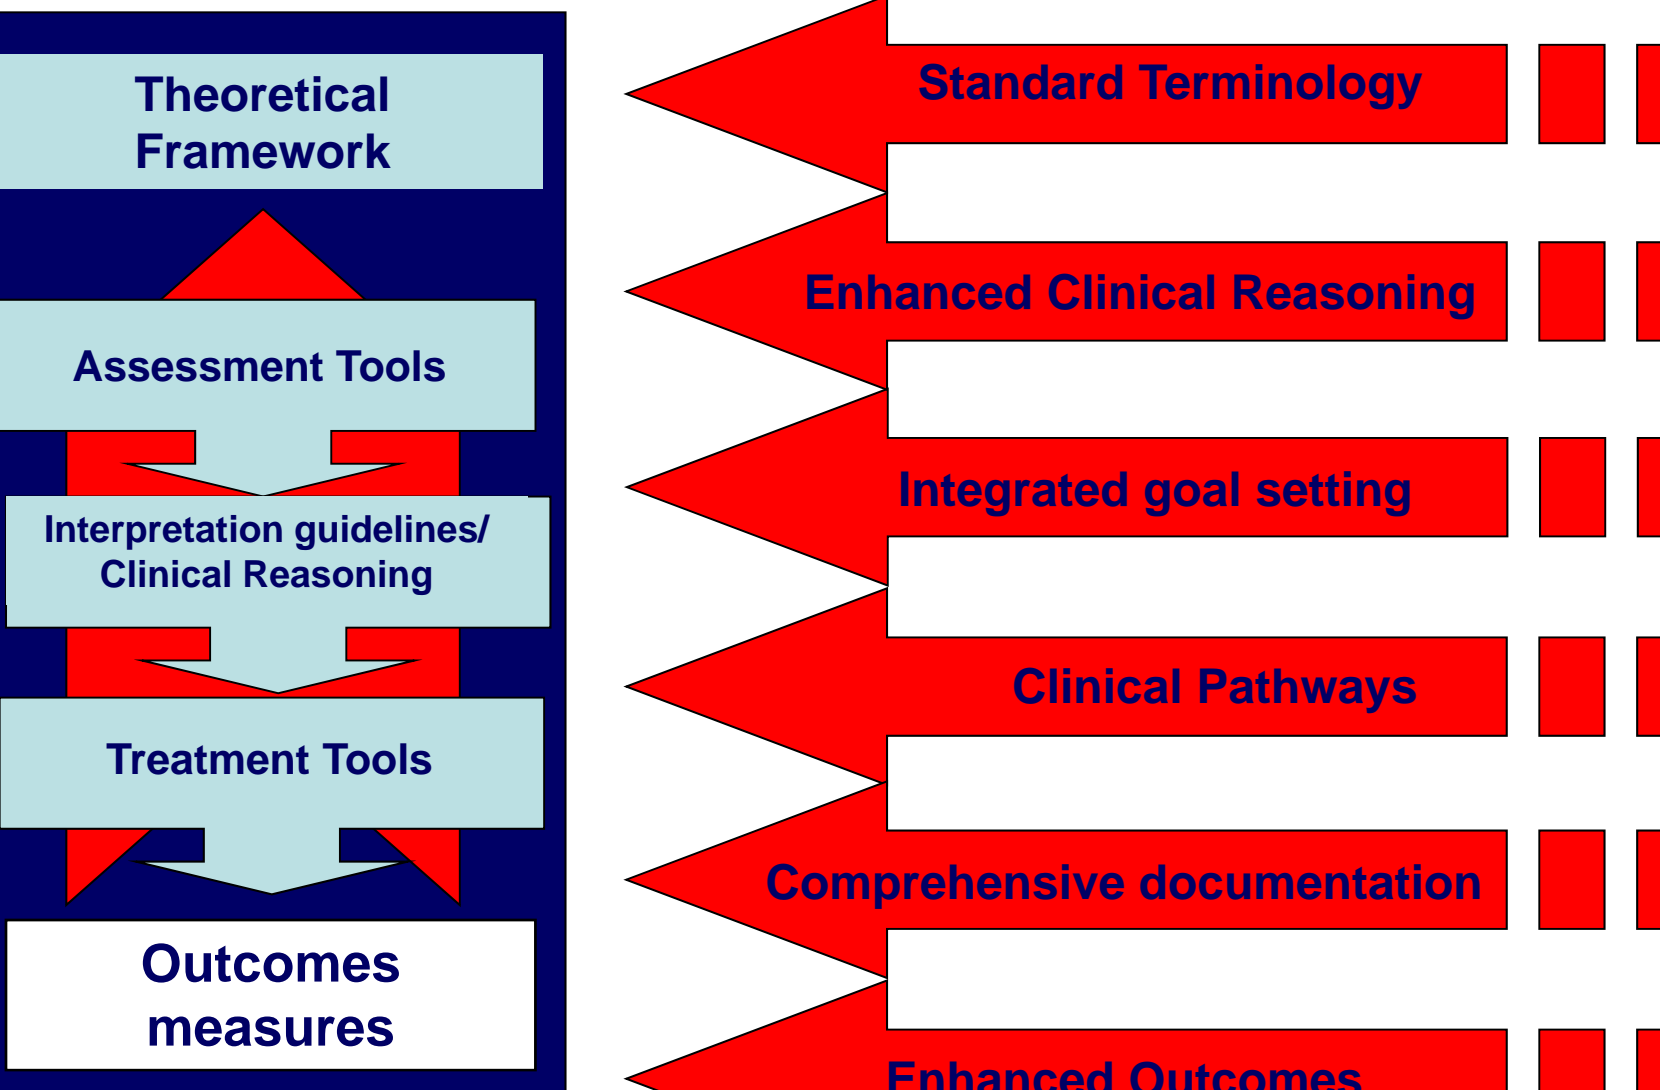 Theoretical
Framework
Assessment Tools
Interpretation guidelines/
Clinical Reasoning
Treatment Tools
Outcomes
measures
Standard Terminology
Enhanced Clinical Reasoning
Integrated goal setting
Clinical Pathways
Comprehensive documentation
Enhanced Outcomes